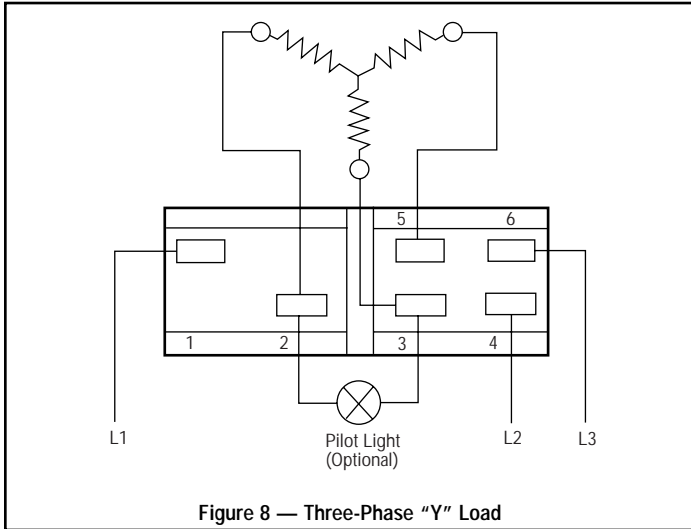 5 6
1 2 3 4
L1
Pilot Light
(Optional)
L2
L3
Figure 8 — Three-Phase “Y” Load